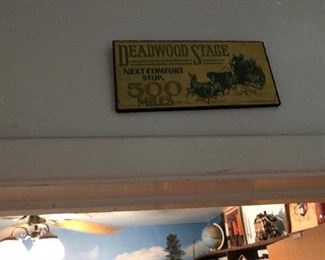 DEADWOOD STAGE
NEXT COMFORT
STOP,
500
MILES